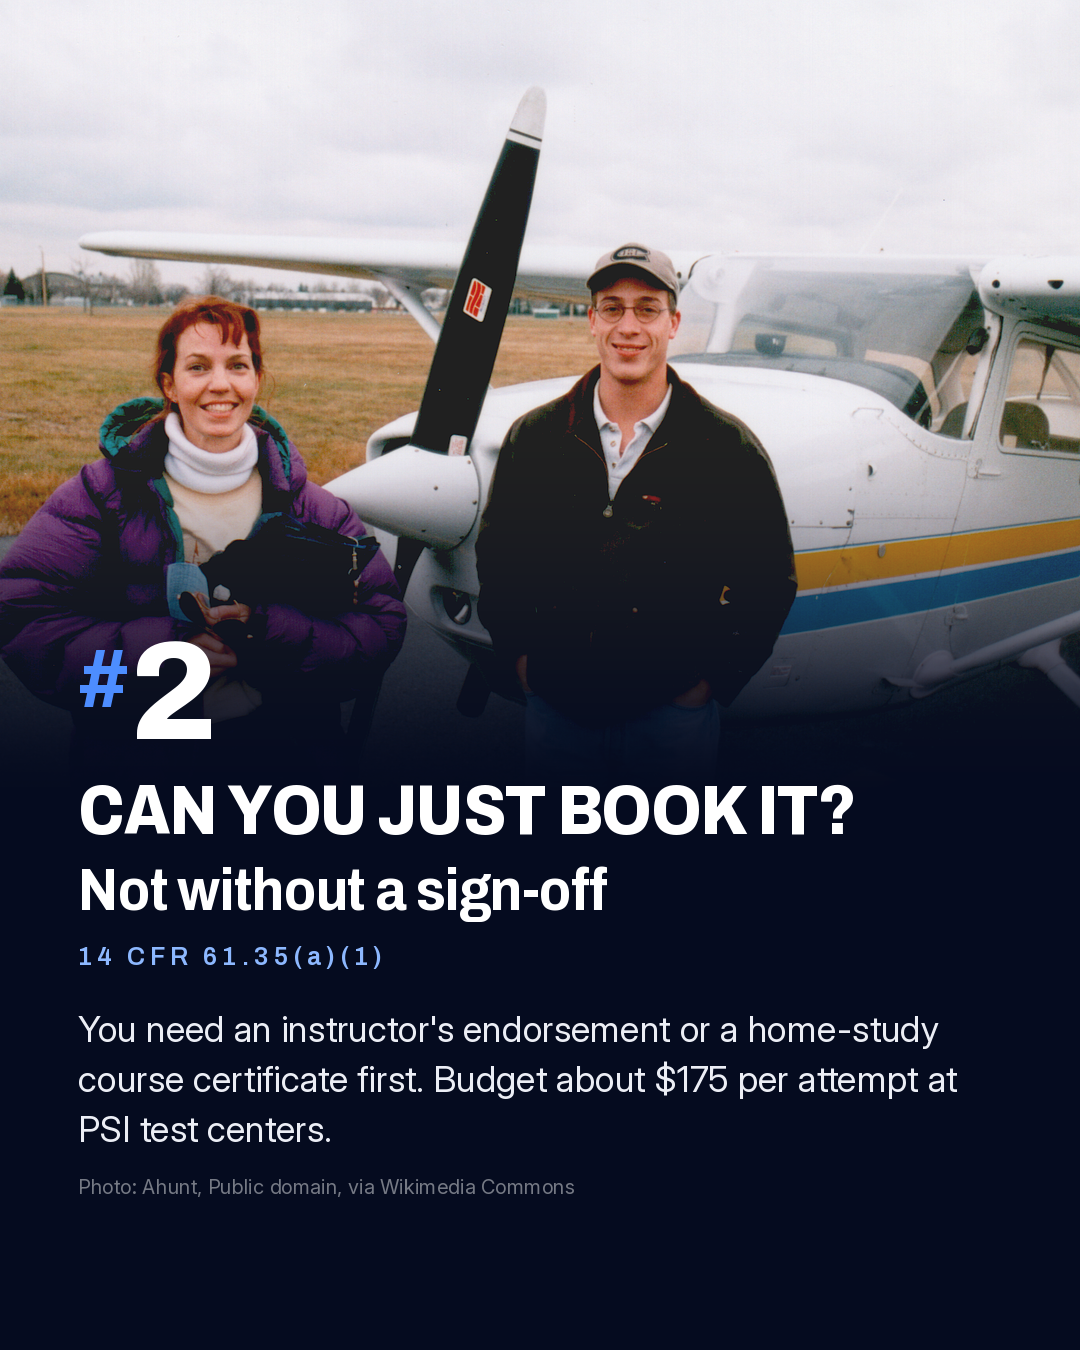 #2
CAN YOU JUST BOOK IT?
Not without a sign-off
14 CFR 61.35(a)(1)
You need an instructor's endorsement or a home-study
course certificate first. Budget about $175 per attempt at
PSI test centers.
Photo: Ahunt, Public domain, via Wikimedia Commons